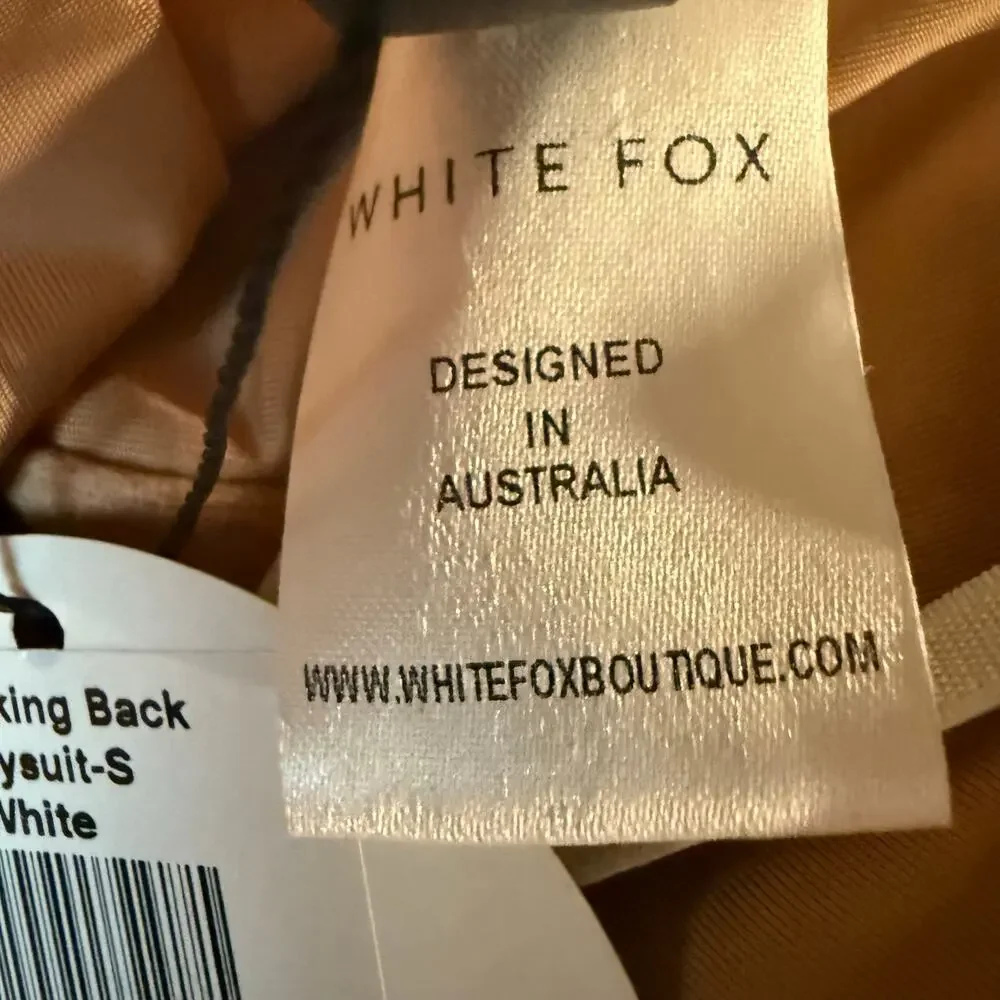 WHITE FOX
DESIGNED
IN
AUSTRALIA
WWW.WHITEFOXBOUTIQUE.COM
king Back
ysuit-S
White